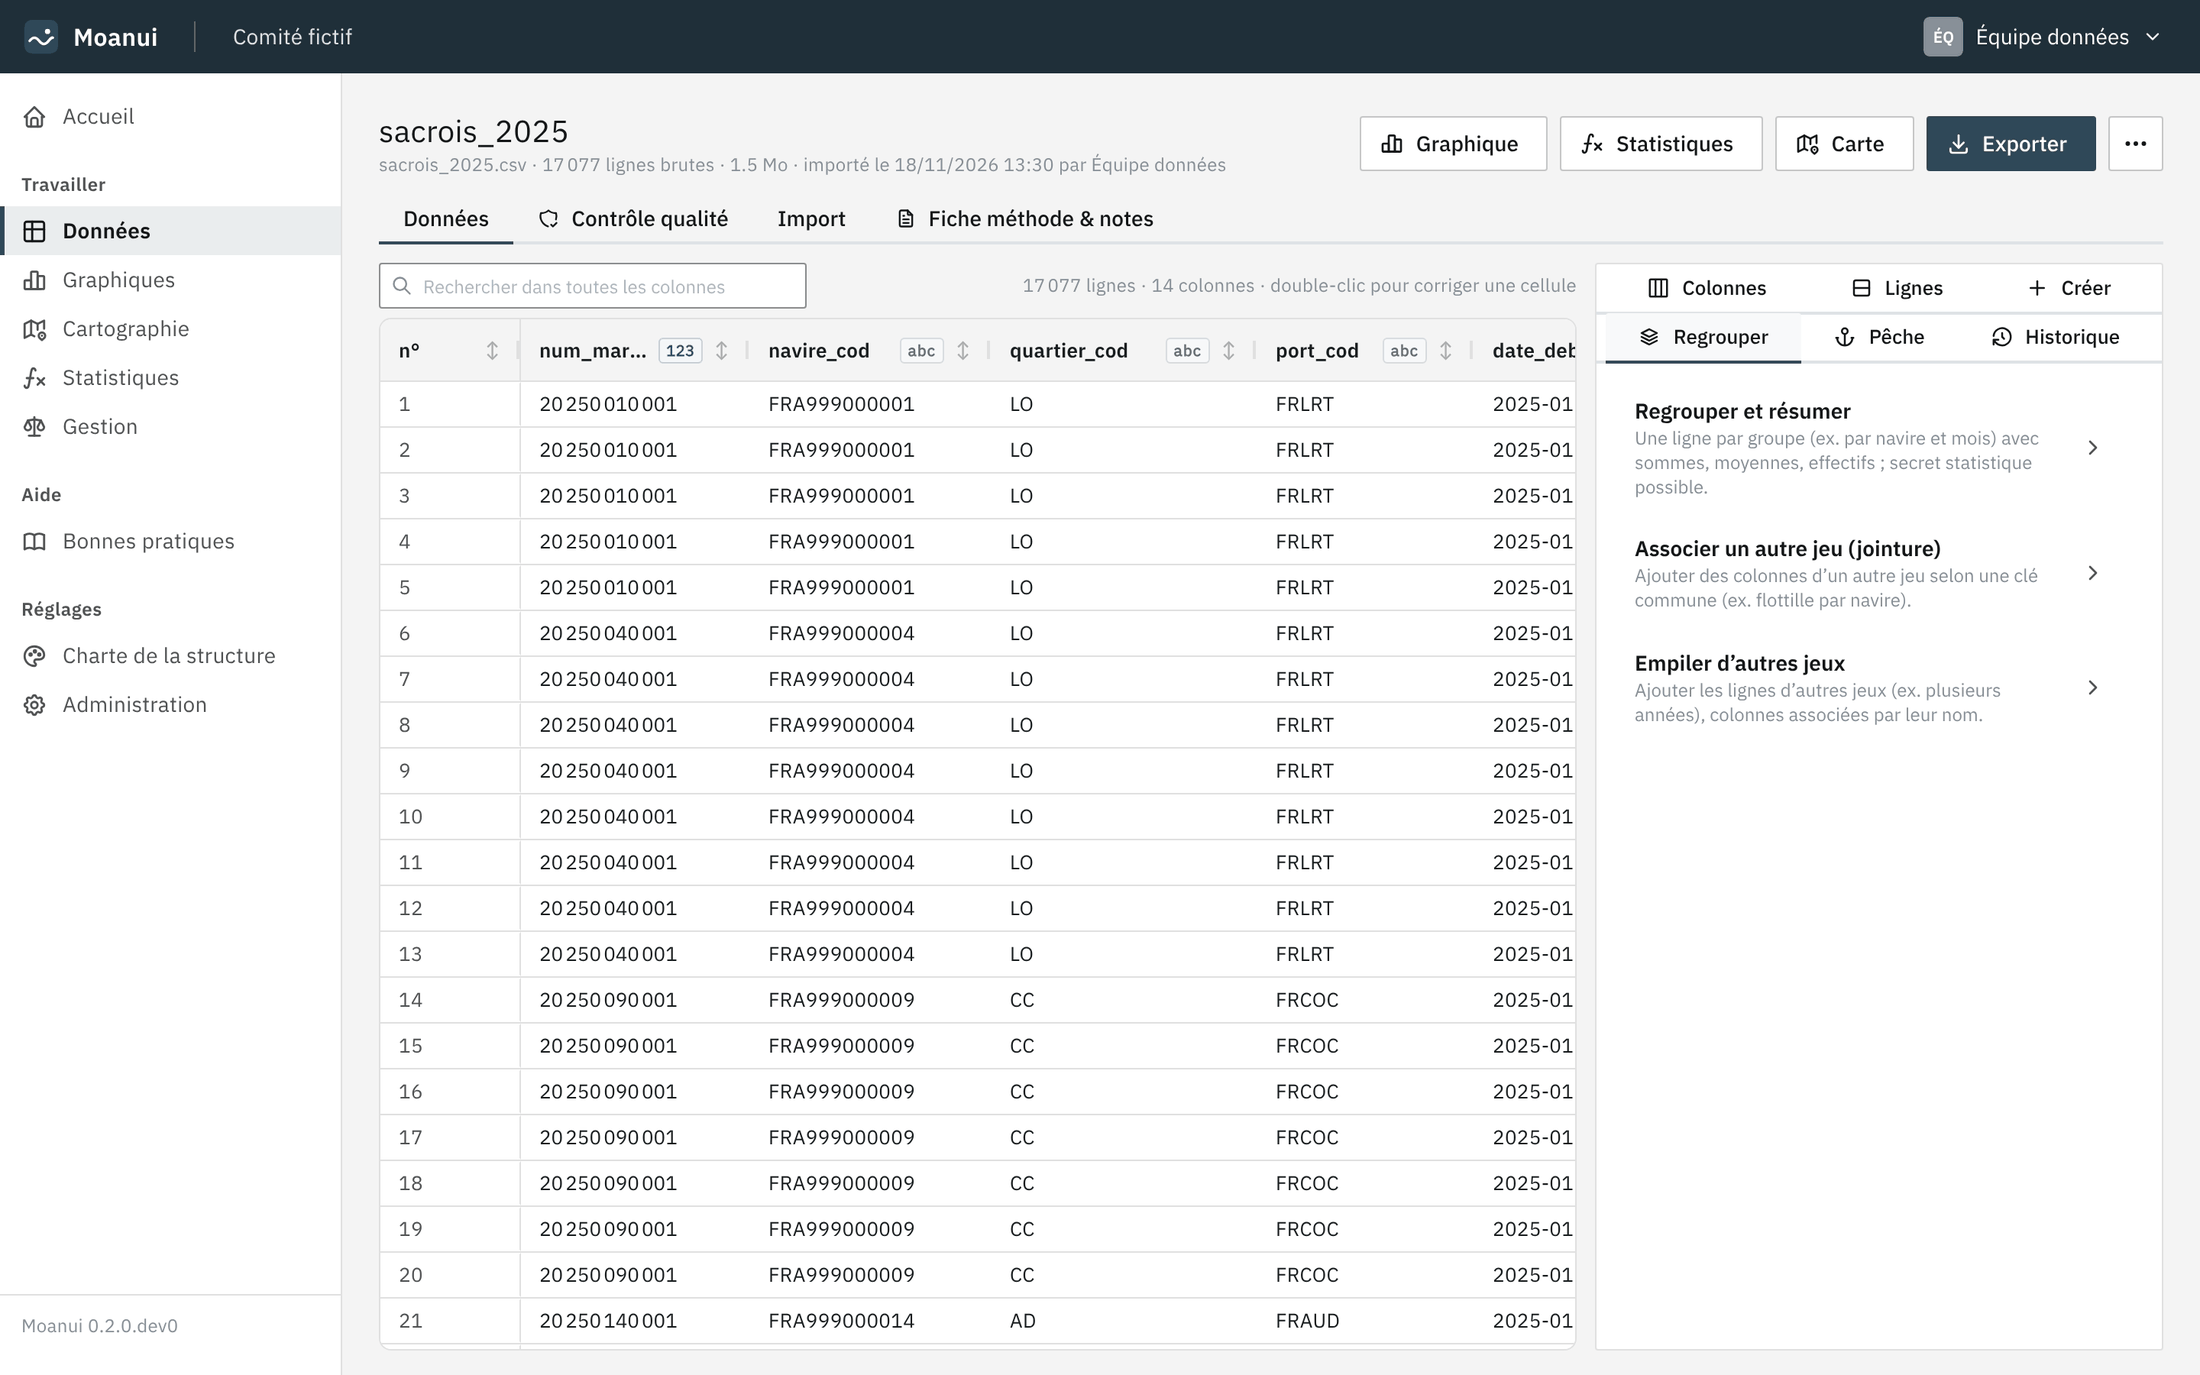 Moanui
Comité fictif
ÉQ Équipe données
Accueil
Travailler
Données
Graphiques
Cartographie
Statistiques
Gestion
Aide
Bonnes pratiques
Réglages
Charte de la structure
Administration
Moanui 0.2.0.dev0
sacrois_2025
sacrois_2025.csv · 17 077 lignes brutes · 1.5 Mo · importé le 18/11/2026 13:30 par Équipe données
Graphique
Statistiques
Carte
Exporter
Données
Contrôle qualité
Import
Fiche méthode & notes
Rechercher dans toutes les colonnes
17 077 lignes · 14 colonnes · double-clic pour corriger une cellule
n° num_mar... 123 navire_cod abc quartier_cod abc port_cod abc date_deb
1 20 250 010 001 FRA999000001 LO FRLRT 2025-01
2 20 250 010 001 FRA999000001 LO FRLRT 2025-01
3 20 250 010 001 FRA999000001 LO FRLRT 2025-01
4 20 250 010 001 FRA999000001 LO FRLRT 2025-01
5 20 250 010 001 FRA999000001 LO FRLRT 2025-01
6 20 250 040 001 FRA999000004 LO FRLRT 2025-01
7 20 250 040 001 FRA999000004 LO FRLRT 2025-01
8 20 250 040 001 FRA999000004 LO FRLRT 2025-01
9 20 250 040 001 FRA999000004 LO FRLRT 2025-01
10 20 250 040 001 FRA999000004 LO FRLRT 2025-01
11 20 250 040 001 FRA999000004 LO FRLRT 2025-01
12 20 250 040 001 FRA999000004 LO FRLRT 2025-01
13 20 250 040 001 FRA999000004 LO FRLRT 2025-01
14 20 250 090 001 FRA999000009 CC FRCOC 2025-01
15 20 250 090 001 FRA999000009 CC FRCOC 2025-01
16 20 250 090 001 FRA999000009 CC FRCOC 2025-01
17 20 250 090 001 FRA999000009 CC FRCOC 2025-01
18 20 250 090 001 FRA999000009 CC FRCOC 2025-01
19 20 250 090 001 FRA999000009 CC FRCOC 2025-01
20 20 250 090 001 FRA999000009 CC FRCOC 2025-01
21 20 250 140 001 FRA999000014 AD FRAUD 2025-01
Colonnes
Lignes
Créer
Regrouper
Pêche
Historique
Regrouper et résumer
Une ligne par groupe (ex. par navire et mois) avec
sommes, moyennes, effectifs ; secret statistique
possible.
Associer un autre jeu (jointure)
Ajouter des colonnes d’un autre jeu selon une clé
commune (ex. flottille par navire).
Empiler d’autres jeux
Ajouter les lignes d’autres jeux (ex. plusieurs
années), colonnes associées par leur nom.